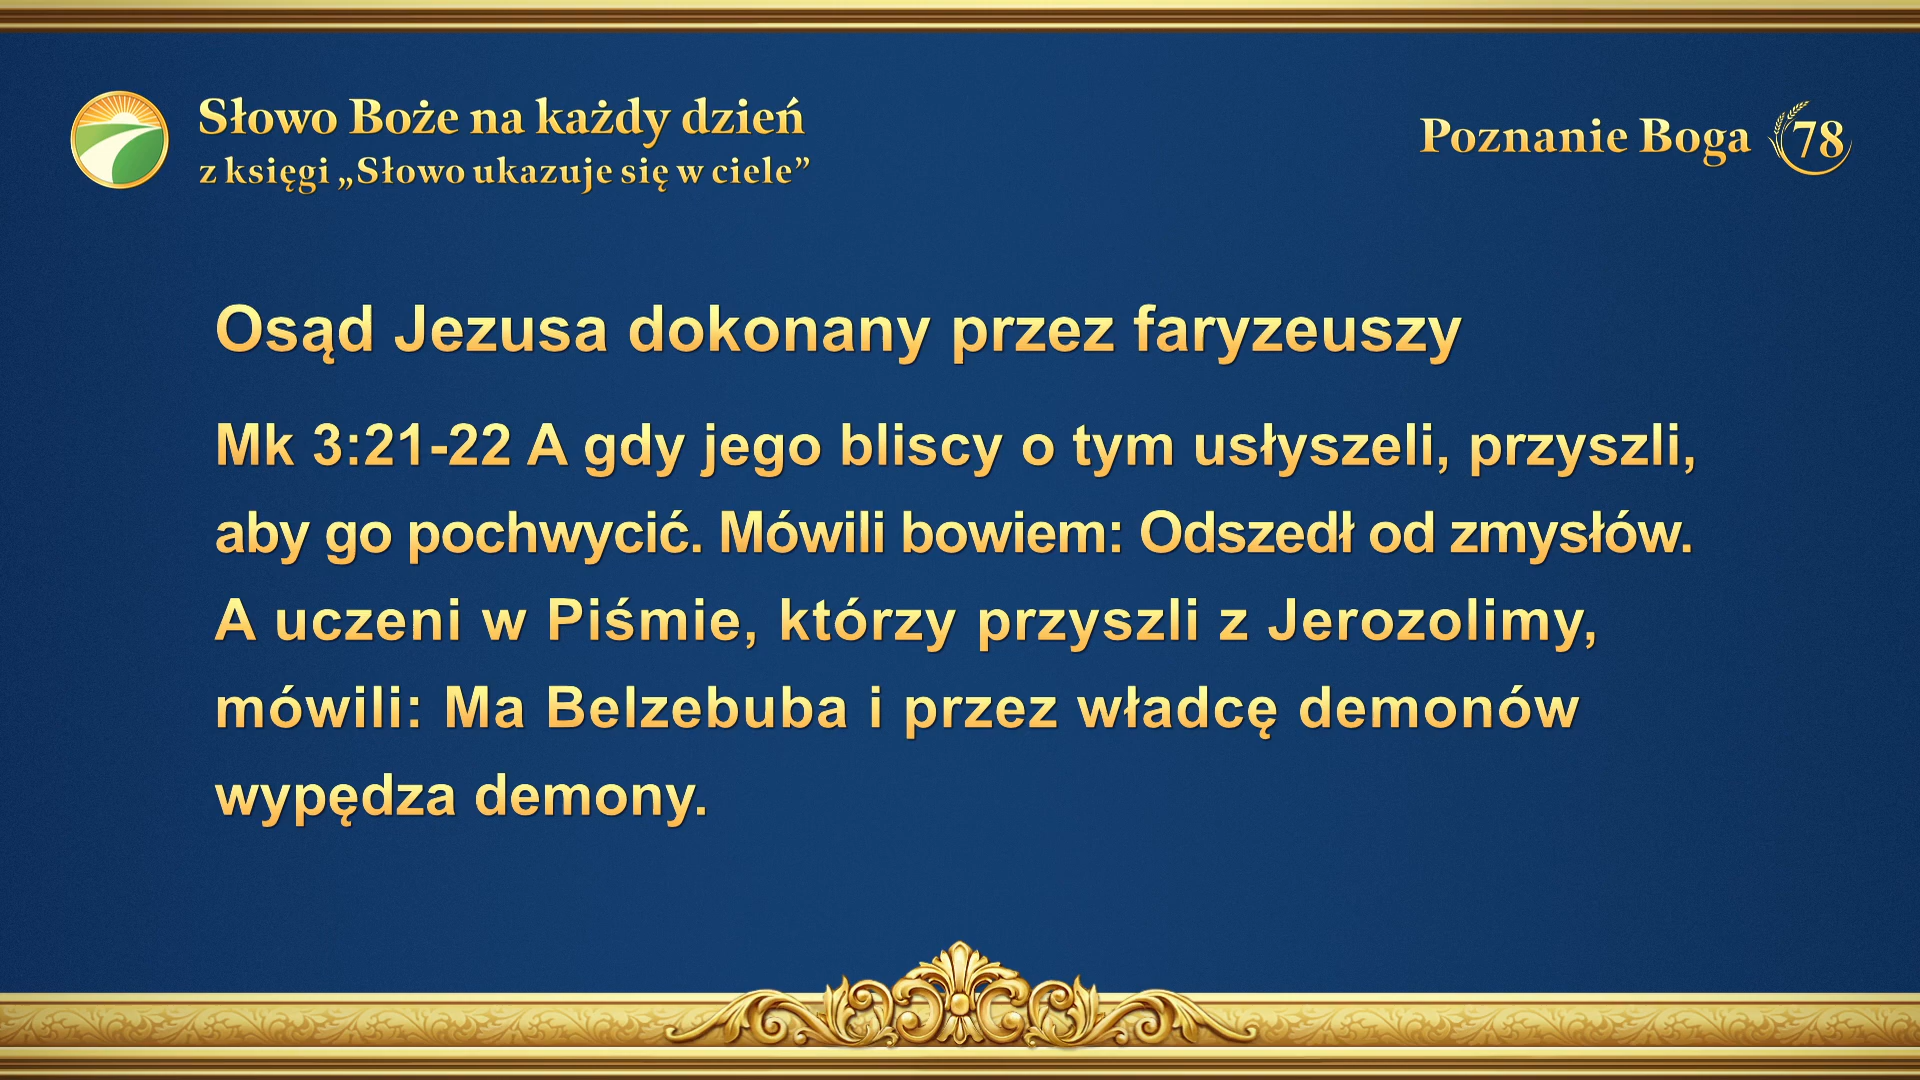 Słowo Boże na każdy dzień
z księgi „Słowo ukazuje się w ciele”
Poznanie Boga 78
Osąd Jezusa dokonany przez faryzeuszy
Mk 3:21-22 A gdy jego bliscy o tym usłyszeli, przyszli,
aby go pochwycić. Mówili bowiem: Odszedł od zmysłów.
A uczeni w Piśmie, którzy przyszli z Jerozolimy,
mówili: Ma Belzebuba i przez władcę demonów
wypędza demony.